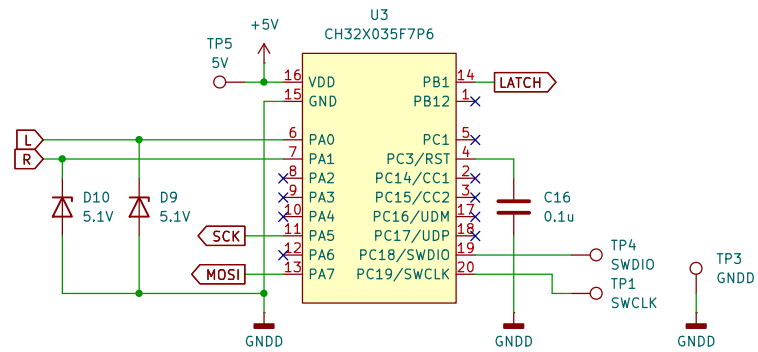 U3
CH32X035F7P6
+5V
TP5
5V
16 VDD PB1 14 LATCH
15 GND PB12 1
L 6 PA0 PC1 5
R 7 PA1 PC3/RST 4
8 PA2 PC14/CC1 2
9 PA3 PC15/CC2 3
10 PA4 PC16/UDM 17
SCK 11 PA5 PC17/UDP 18
12 PA6 PC18/SWDIO 19
MOSI 13 PA7 PC19/SWCLK 20
D10
5.1V
D9
5.1V
C16
0.1u
TP4
SWDIO
TP1
SWCLK
TP3
GNDD
GNDD
GNDD
GNDD